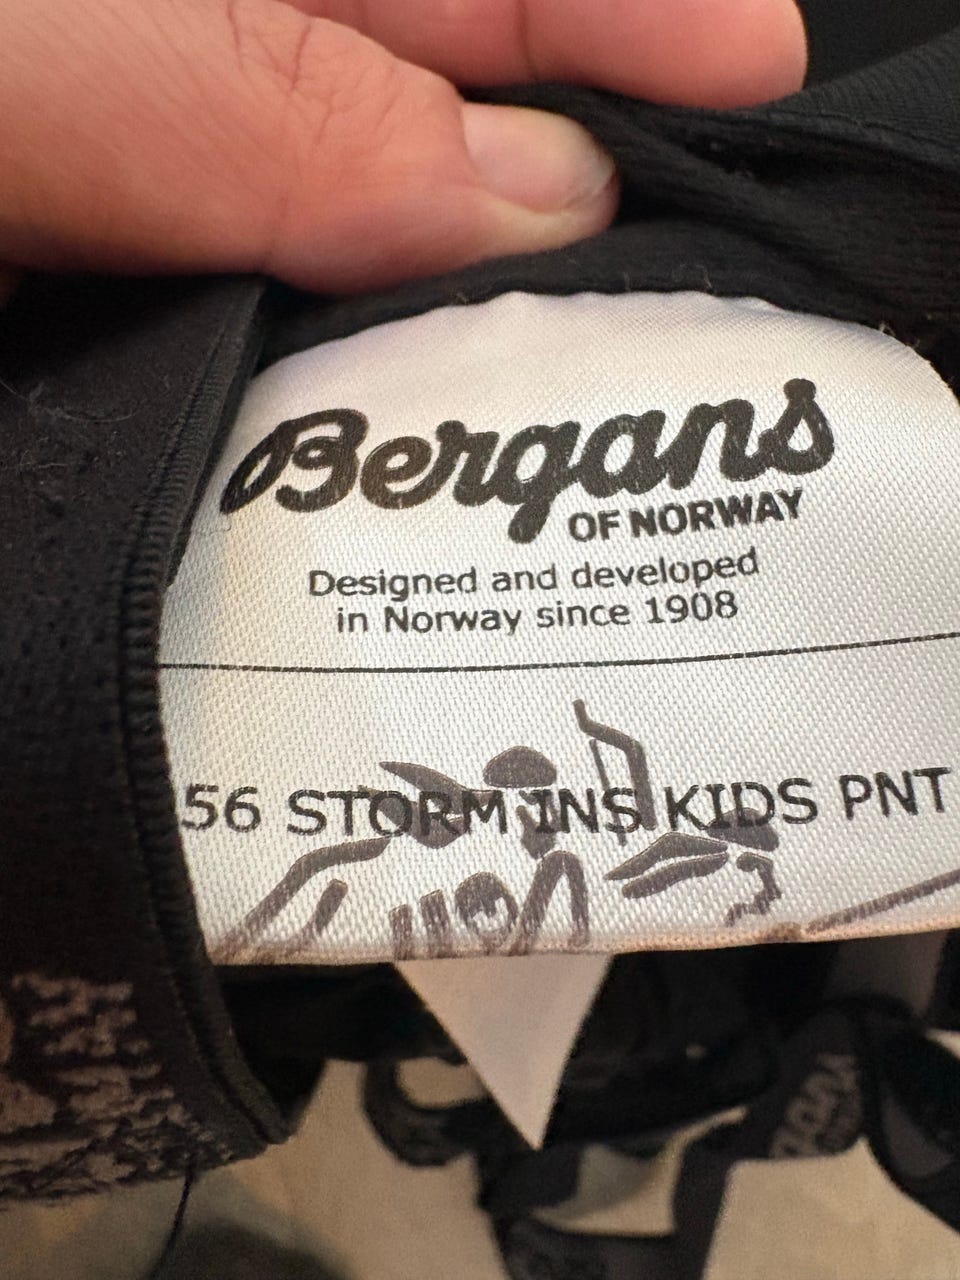 Bergans
OF NORWAY
Designed and developed
in Norway since 1908
56 STORM INS KIDS PNT